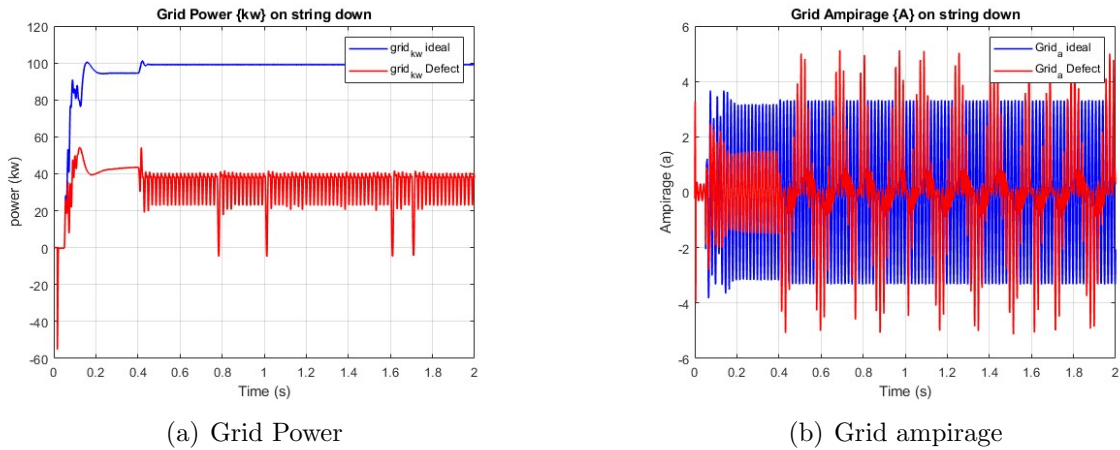 Grid Power {kw} on string down
120
100
80
60
40
20
0
-20
-40
-60
power (kw)
grid_kw ideal
grid_kw Defect
0 0.2 0.4 0.6 0.8 1 1.2 1.4 1.6 1.8 2
Time (s)
(a) Grid Power
Grid Ampirage {A} on string down
6
4
2
0
-2
-4
-6
Ampirage (a)
Grid_a ideal
Grid_a Defect
0 0.2 0.4 0.6 0.8 1 1.2 1.4 1.6 1.8 2
Time (s)
(b) Grid ampirage